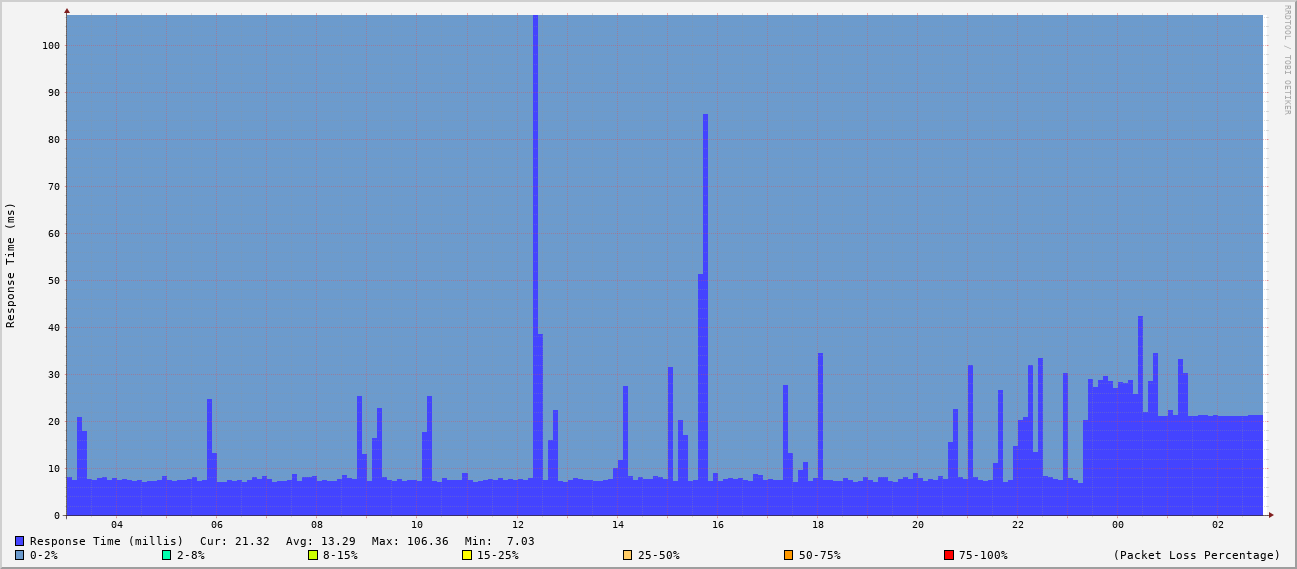 RRDTOOL / TOBI OETIKER
Response Time (ms)
100
90
80
70
60
50
40
30
20
10
0
04 06 08 10 12 14 16 18 20 22 00 02
Response Time (millis) Cur: 21.32 Avg: 13.29 Max: 106.36 Min: 7.03
0-2% 2-8% 8-15% 15-25% 25-50% 50-75% 75-100% (Packet Loss Percentage)